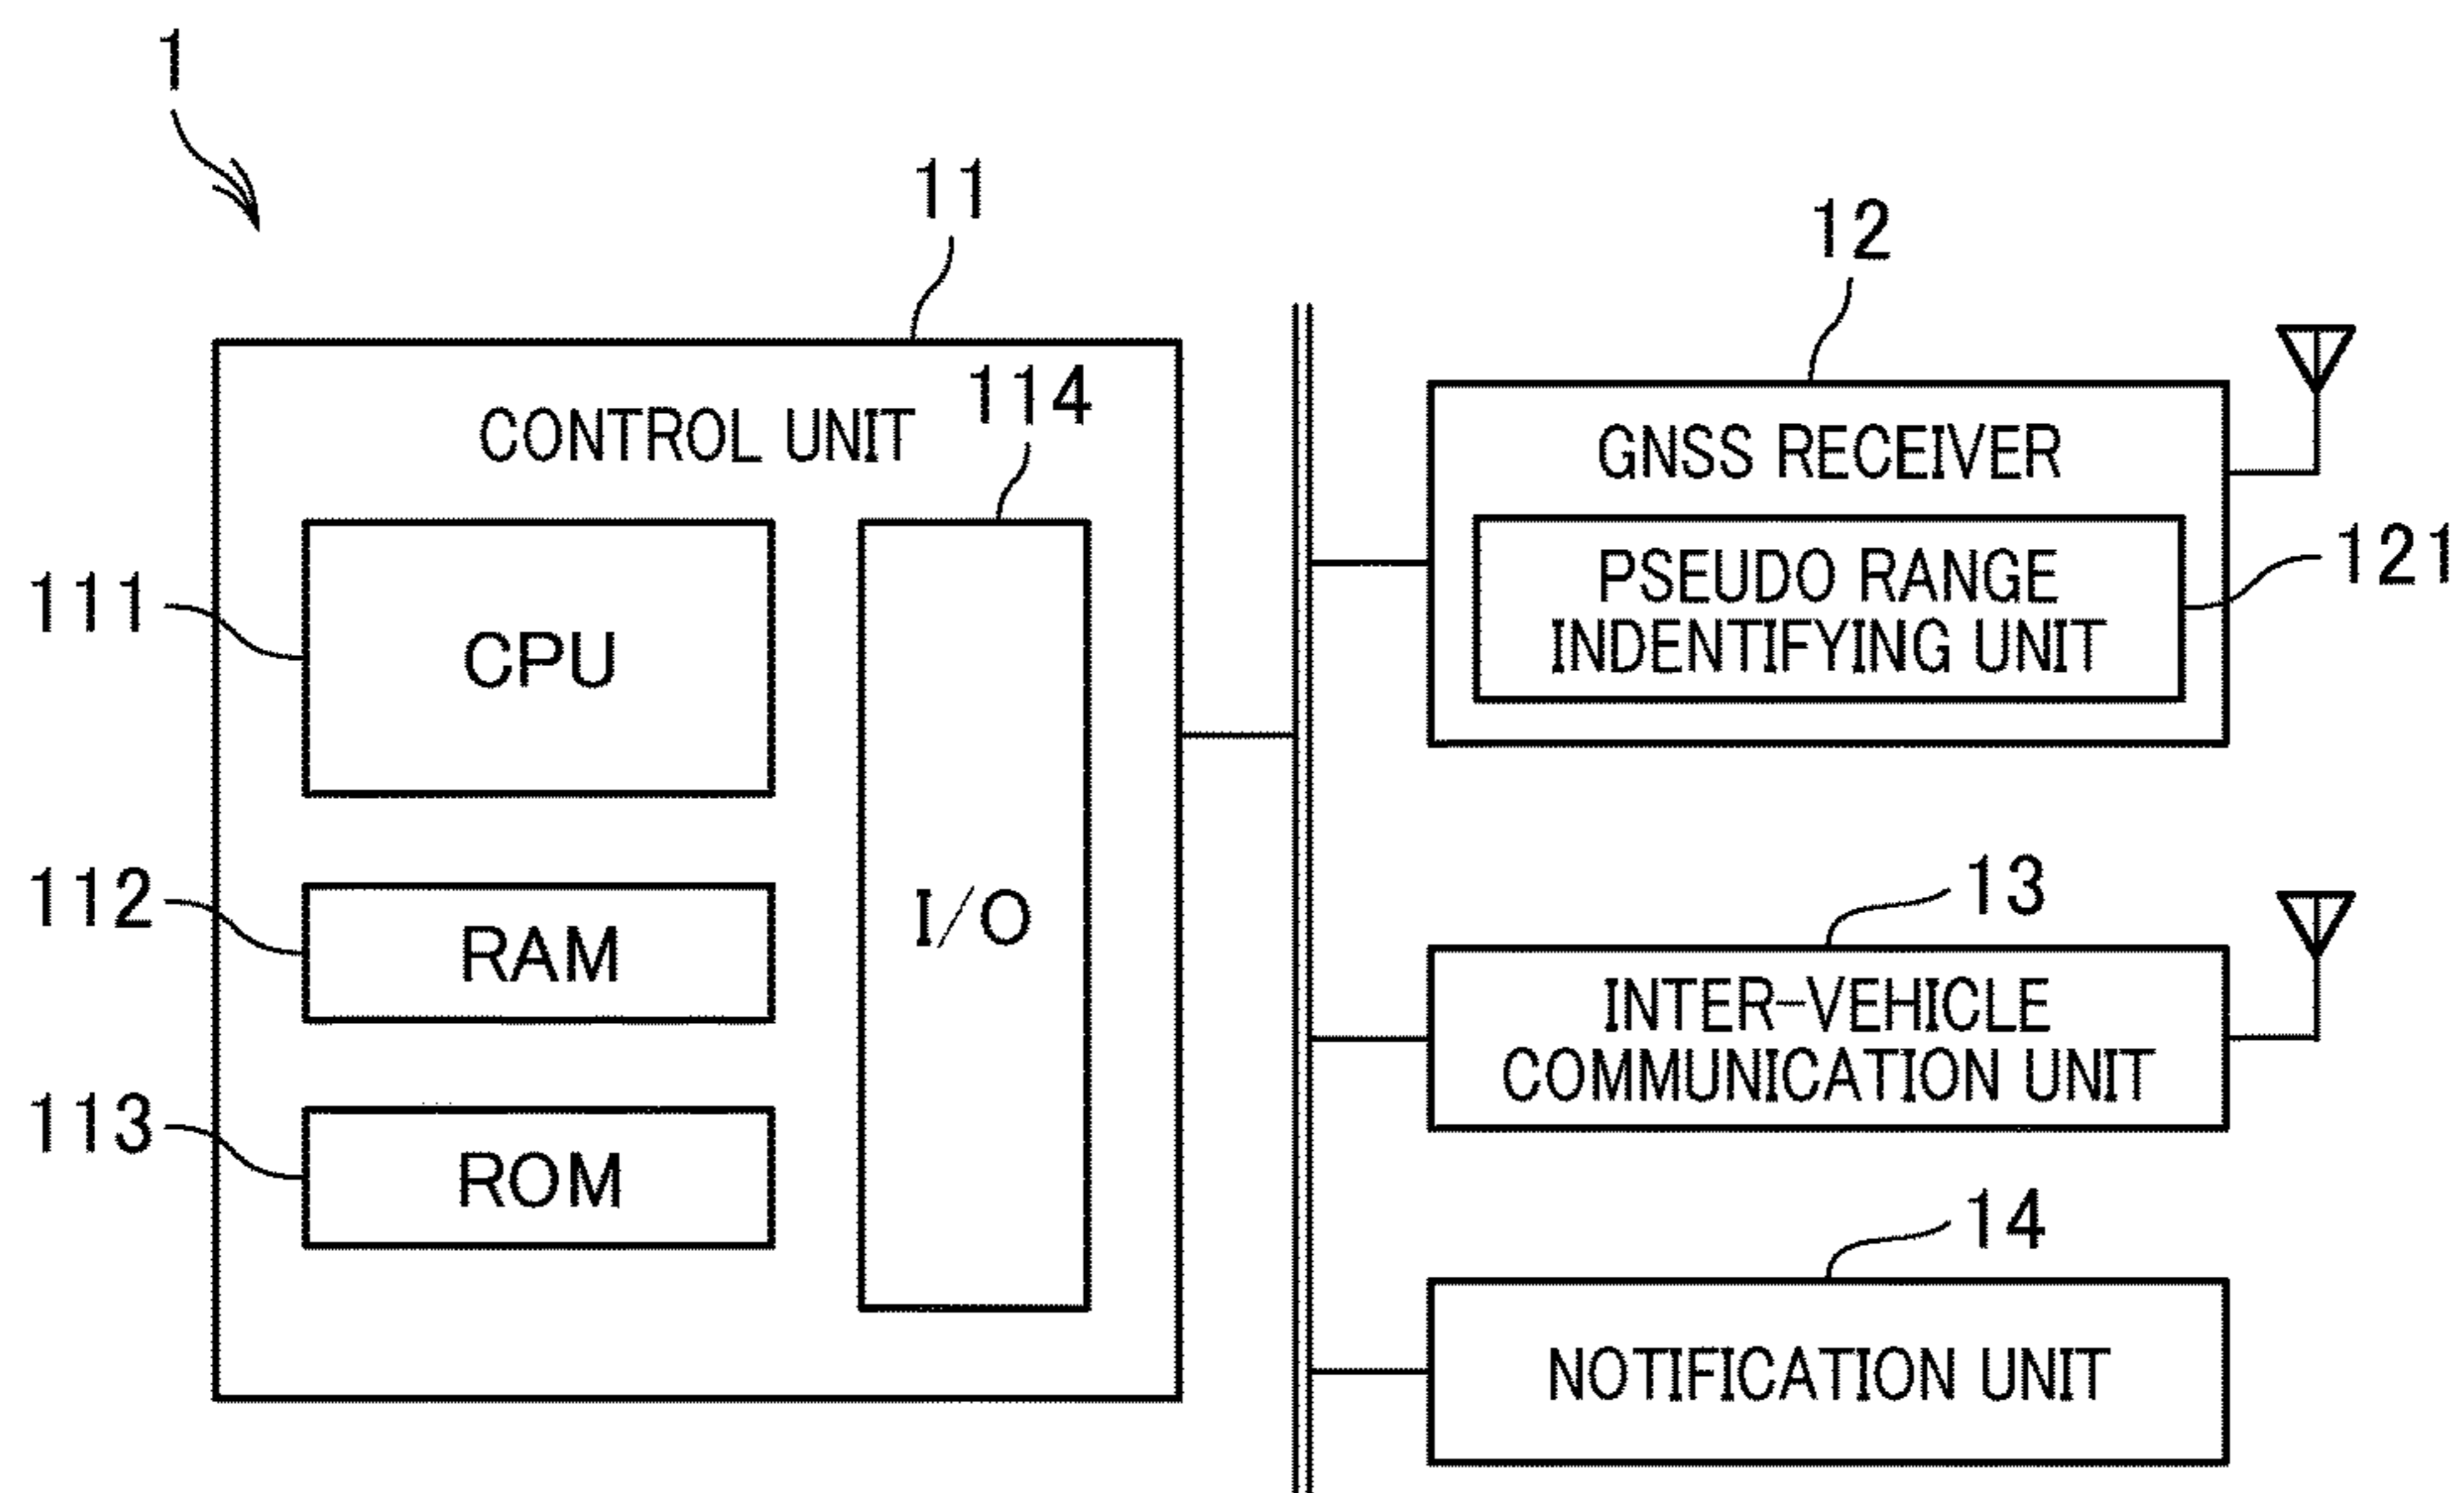 1
11
CONTROL UNIT
114
111
CPU
112
RAM
113
ROM
I/O
12
GNSS RECEIVER
PSEUDO RANGE
INDENTIFYING UNIT
121
13
INTER-VEHICLE
COMMUNICATION UNIT
14
NOTIFICATION UNIT